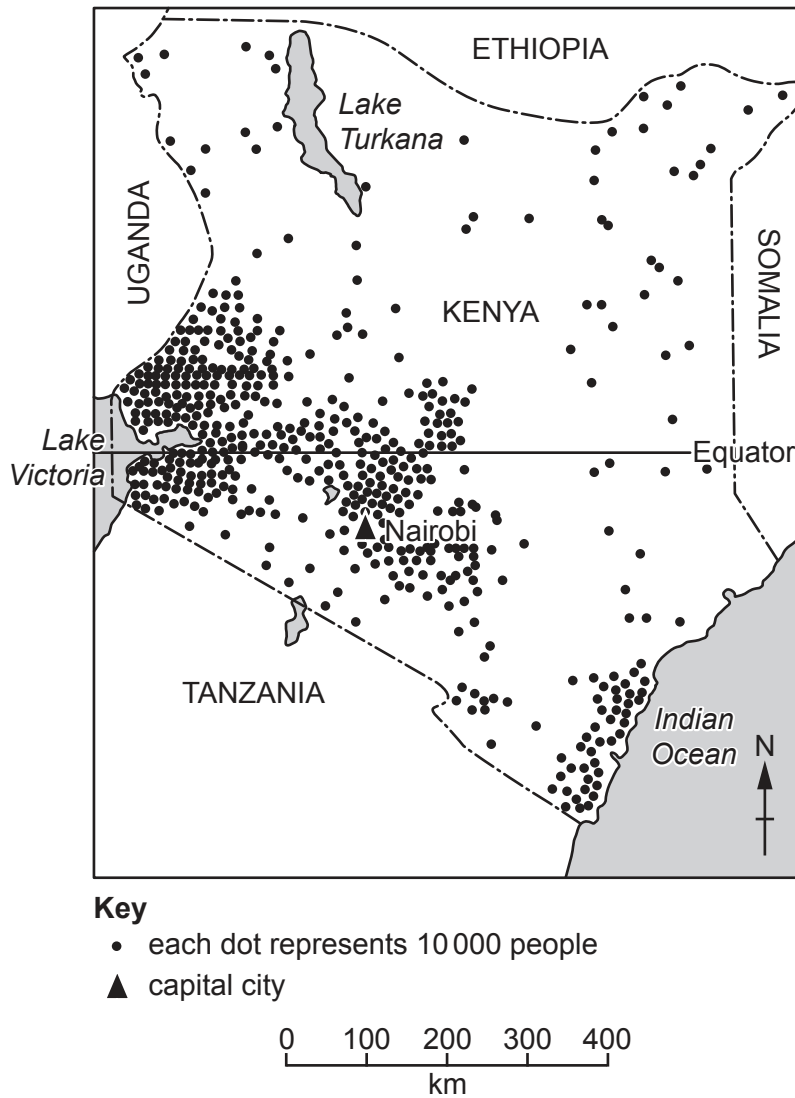 ETHIOPIA
Lake
Turkana
UGANDA
SOMALIA
KENYA
Lake
Victoria
Equator
Nairobi
TANZANIA
Indian
Ocean
N
Key
each dot represents 10 000 people
capital city
0 100 200 300 400
km